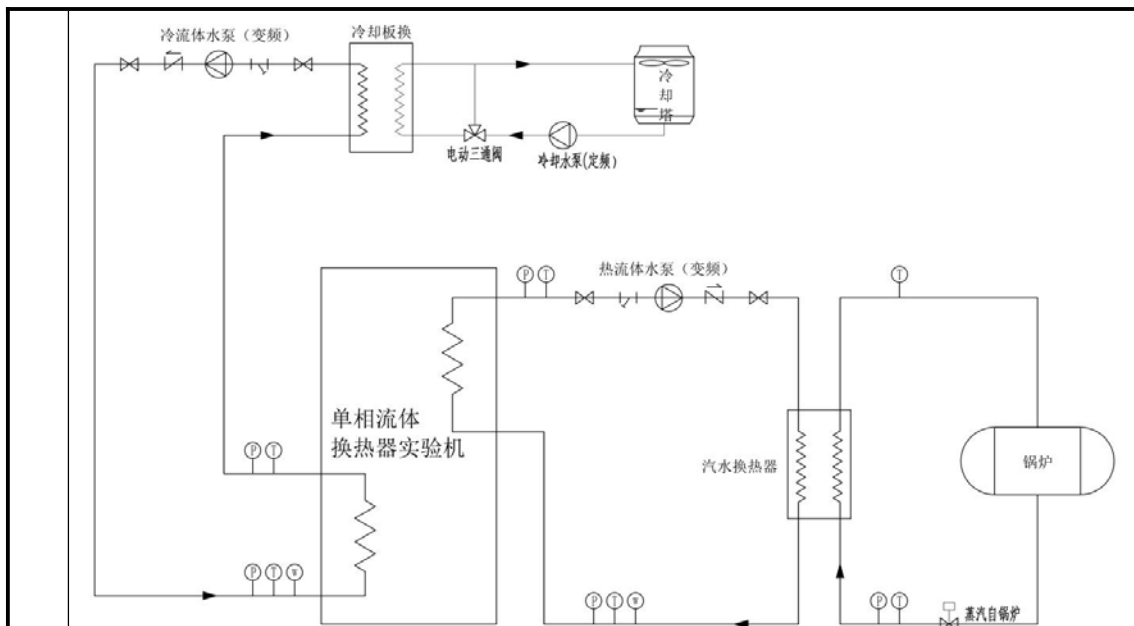 冷流体水泵（变频）
冷却板换
冷
却
塔
电动三通阀
冷却水泵(定频)
P
T
热流体水泵（变频）
T
单相流体
换热器实验机
P
T
汽水换热器
锅炉
P
T
W
P
T
W
P
T
蒸汽自锅炉